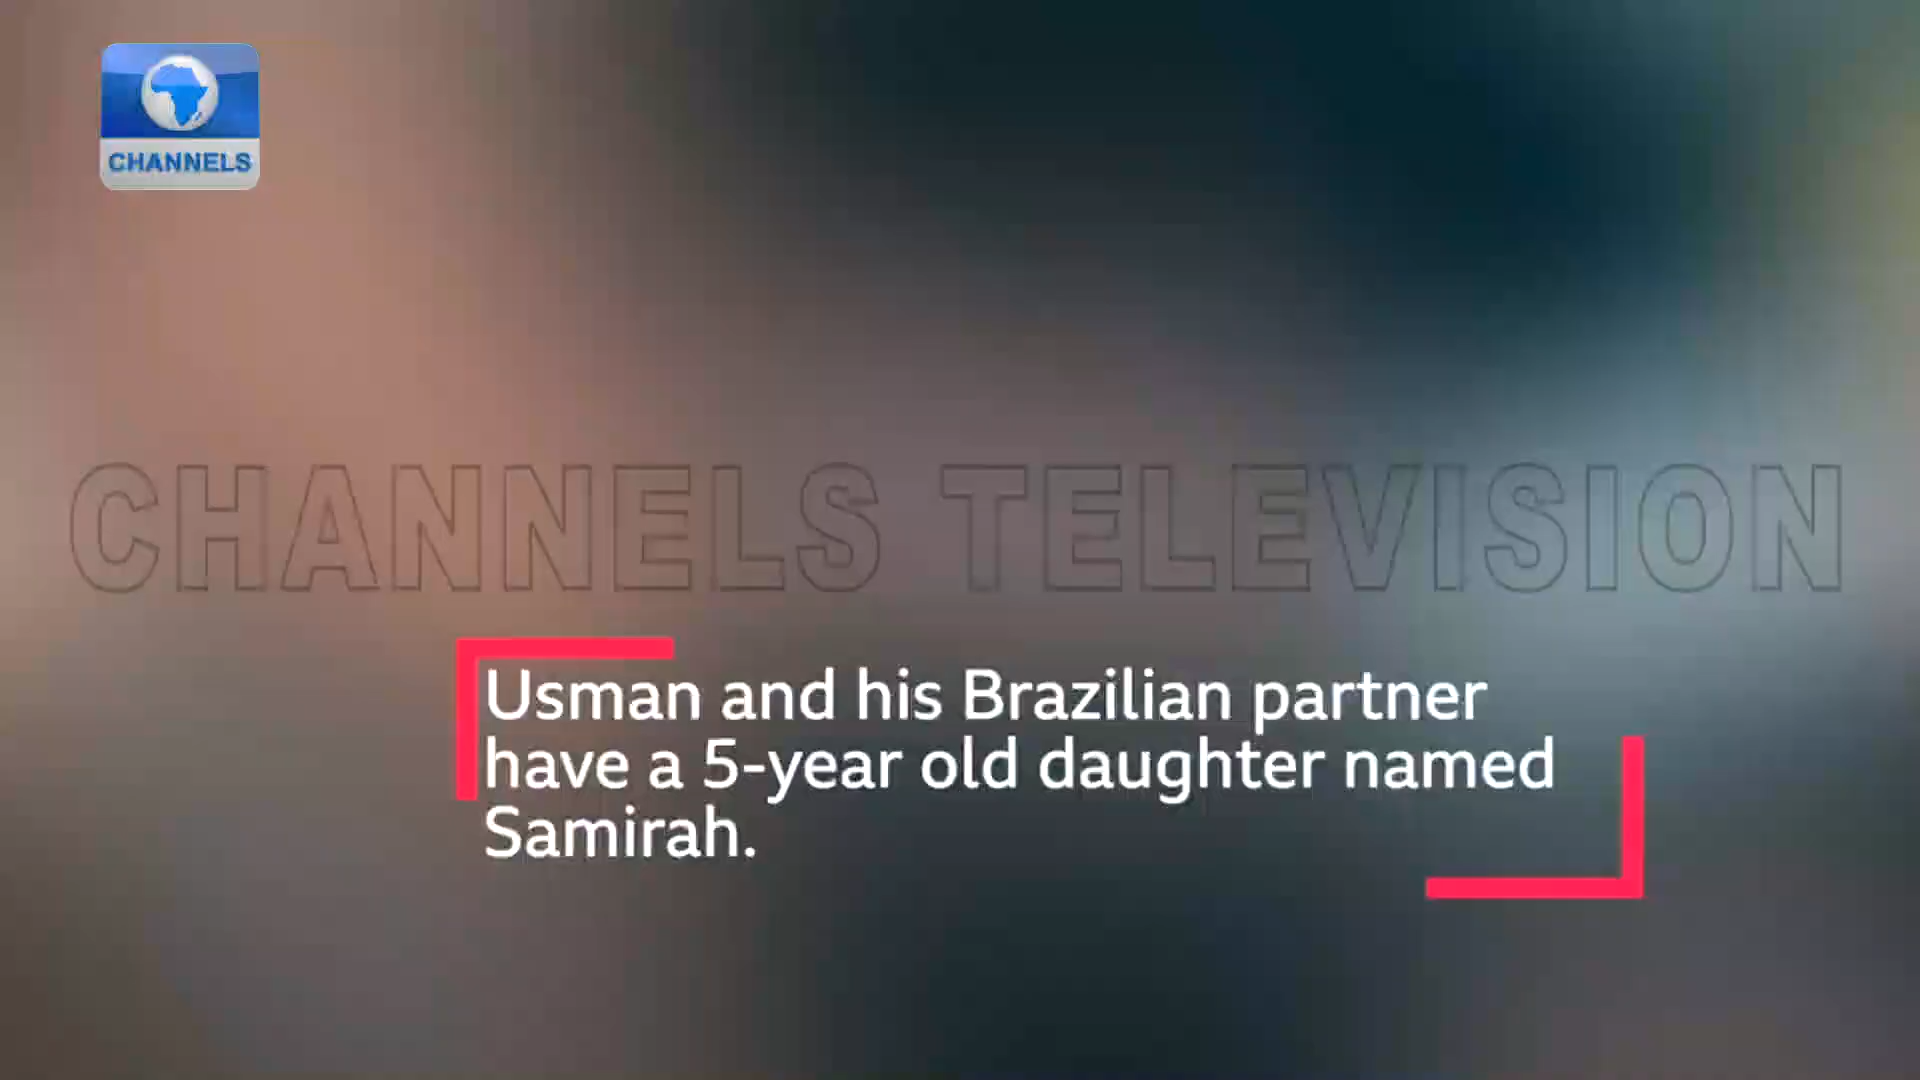 CHANNELS
CHANNELS TELEVISION
Usman and his Brazilian partner
have a 5-year old daughter named
Samirah.